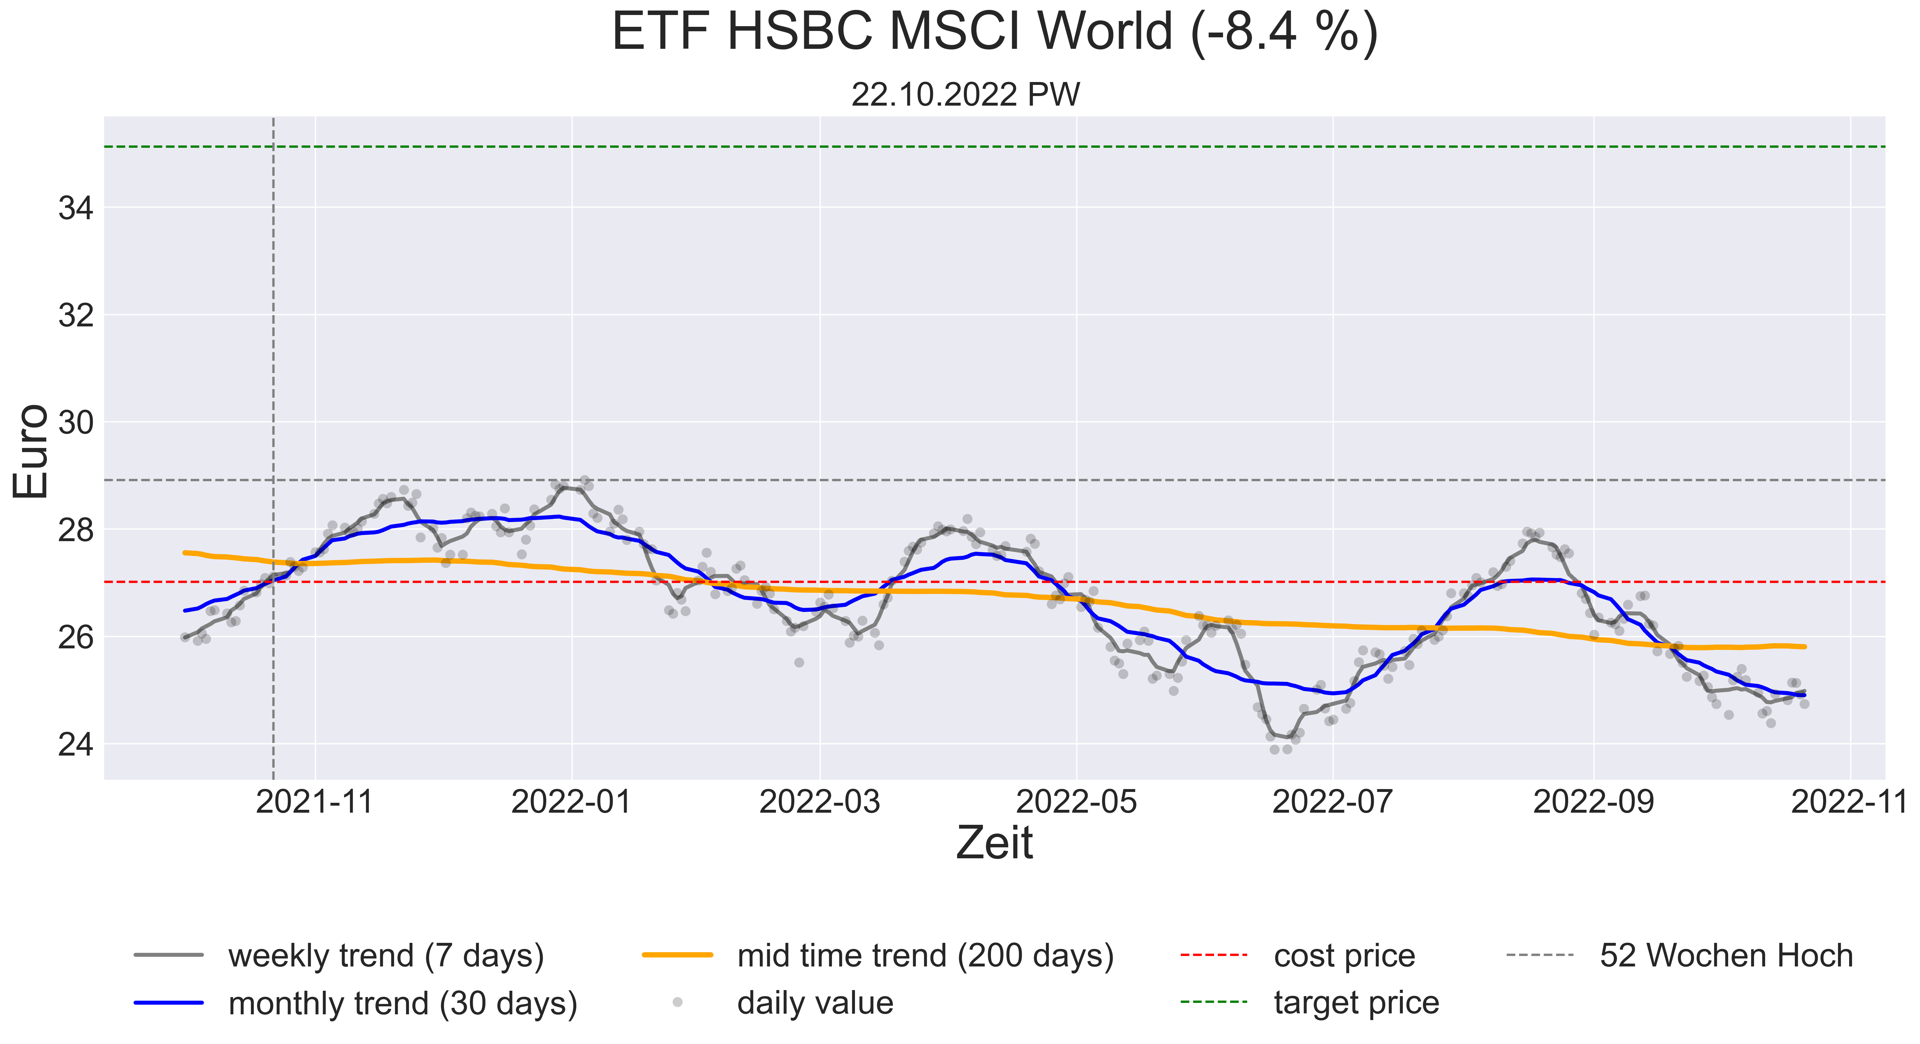 ETF HSBC MSCI World (-8.4 %)
22.10.2022 PW
34
32
30
28
26
24
Euro
2021-11 2022-01 2022-03 2022-05 2022-07 2022-09 2022-11
Zeit
weekly trend (7 days) mid time trend (200 days) cost price 52 Wochen Hoch
monthly trend (30 days) daily value target price